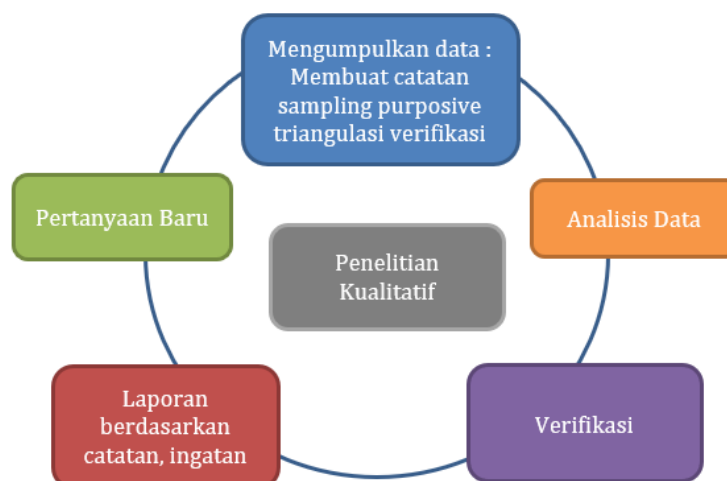 Mengumpulkan data :
Membuat catatan
sampling purposive
triangulasi verifikasi
Pertanyaan Baru
Analisis Data
Penelitian
Kualitatif
Laporan
berdasarkan
catatan, ingatan
Verifikasi